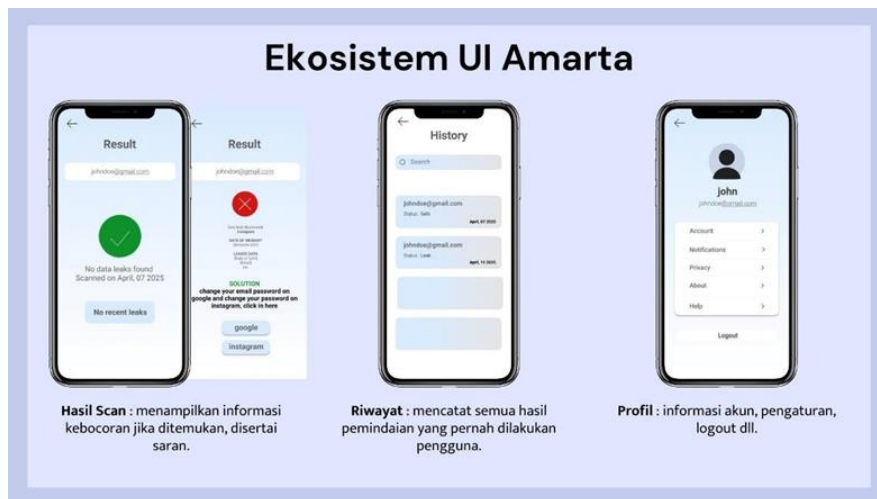 Ekosistem UI Amarta
Result
johndoe@gmail.com
No data leaks found
Scanned on April, 07 2025
No recent leaks
Result
johndoe@gmail.com
SOLUTION
change your email password on
google and change your password on
instagram, click in here
google
instagram
History
Search
johndoe@gmail.com
April, 07 2025
johndoe@gmail.com
Status : Leak
April, 11 2025
john
johndoe@gmail.com
Account
Notifications
Privacy
About
Help
Logout
Hasil Scan : menampilkan informasi
kebocoran jika ditemukan, disertai
saran.
Riwayat : mencatat semua hasil
pemindaian yang pernah dilakukan
pengguna.
Profil : informasi akun, pengaturan,
logout dll.